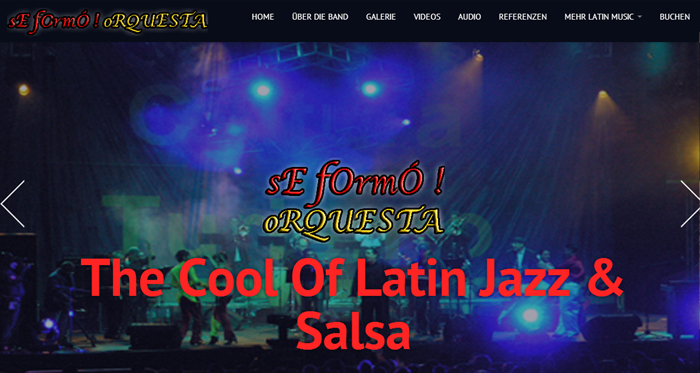 sE fOrmÓ ! oRQUESTA
HOME ÜBER DIE BAND GALERIE VIDEOS AUDIO REFERENZEN MEHR LATIN MUSIC BUCHEN
sE fOrmÓ !
oRQUESTA
The Cool Of Latin Jazz &
Salsa